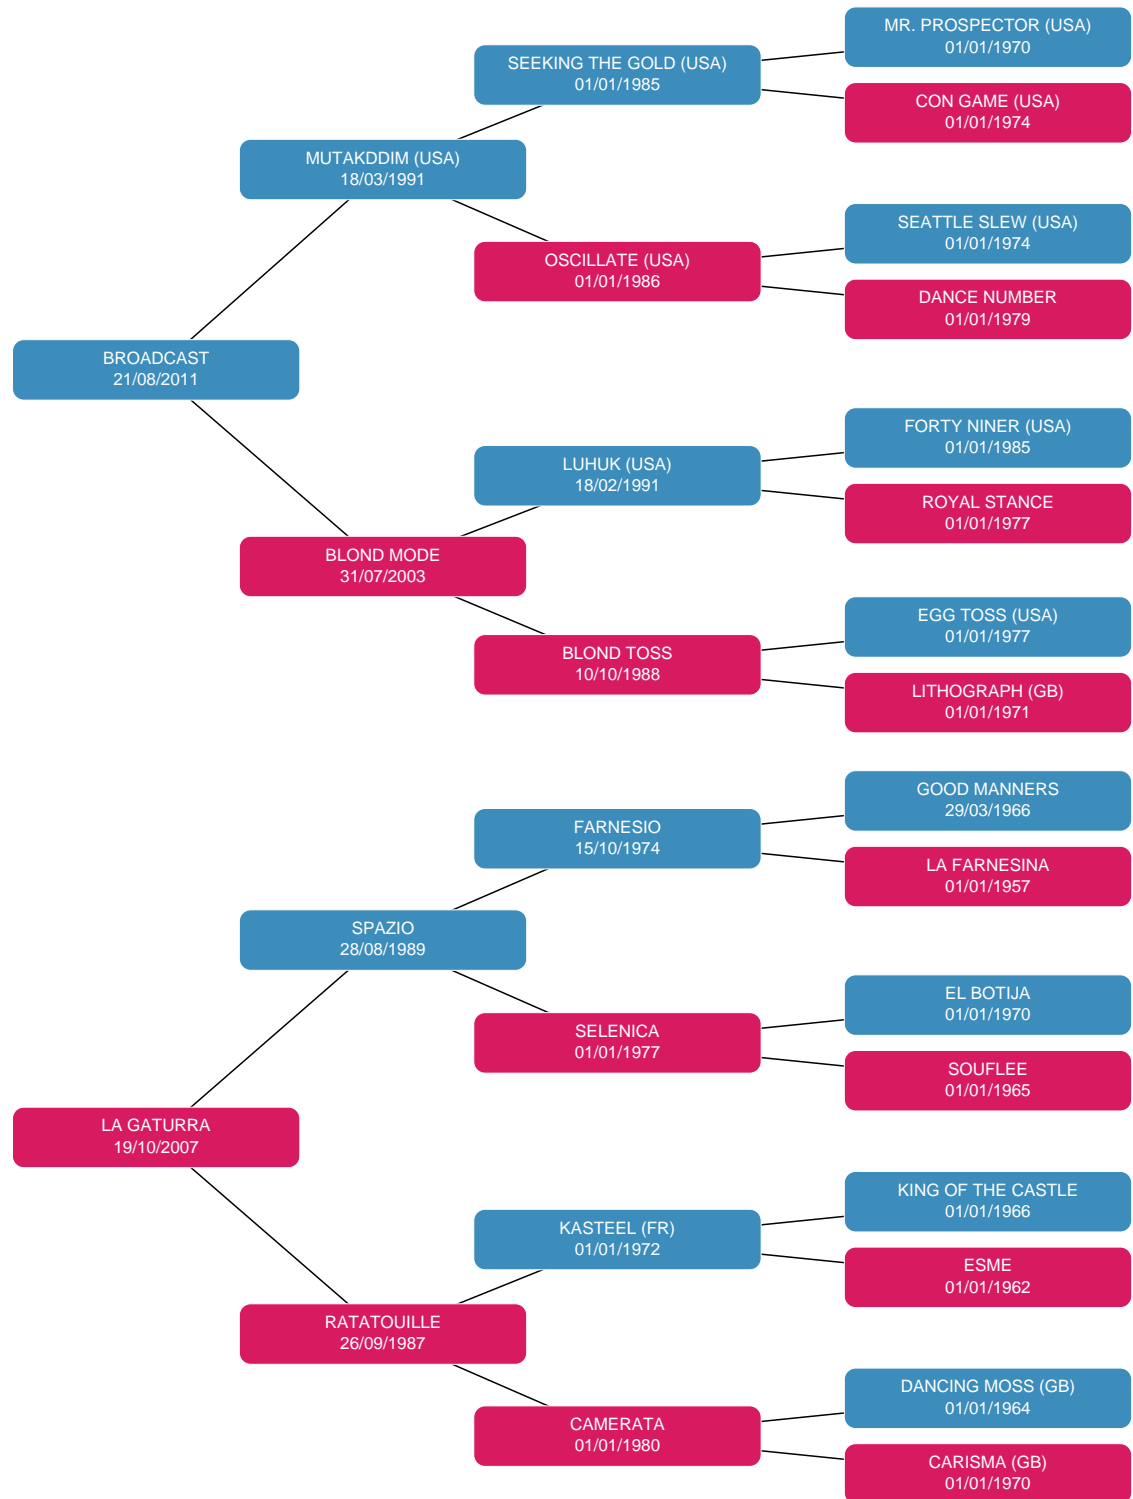 MR. PROSPECTOR (USA)
01/01/1970
SEEKING THE GOLD (USA)
01/01/1985
CON GAME (USA)
01/01/1974
MUTAKDDIM (USA)
18/03/1991
SEATTLE SLEW (USA)
01/01/1974
OSCILLATE (USA)
01/01/1986
DANCE NUMBER
01/01/1979
BROADCAST
21/08/2011
FORTY NINER (USA)
01/01/1985
LUHUK (USA)
18/02/1991
ROYAL STANCE
01/01/1977
BLOND MODE
31/07/2003
EGG TOSS (USA)
01/01/1977
BLOND TOSS
10/10/1988
LITHOGRAPH (GB)
01/01/1971
GOOD MANNERS
29/03/1966
FARNESIO
15/10/1974
LA FARNESINA
01/01/1957
SPAZIO
28/08/1989
EL BOTIJA
01/01/1970
SELENICA
01/01/1977
SOUFLEE
01/01/1965
LA GATURRA
19/10/2007
KING OF THE CASTLE
01/01/1966
KASTEEL (FR)
01/01/1972
ESME
01/01/1962
RATATOUILLE
26/09/1987
DANCING MOSS (GB)
01/01/1964
CAMERATA
01/01/1980
CARISMA (GB)
01/01/1970